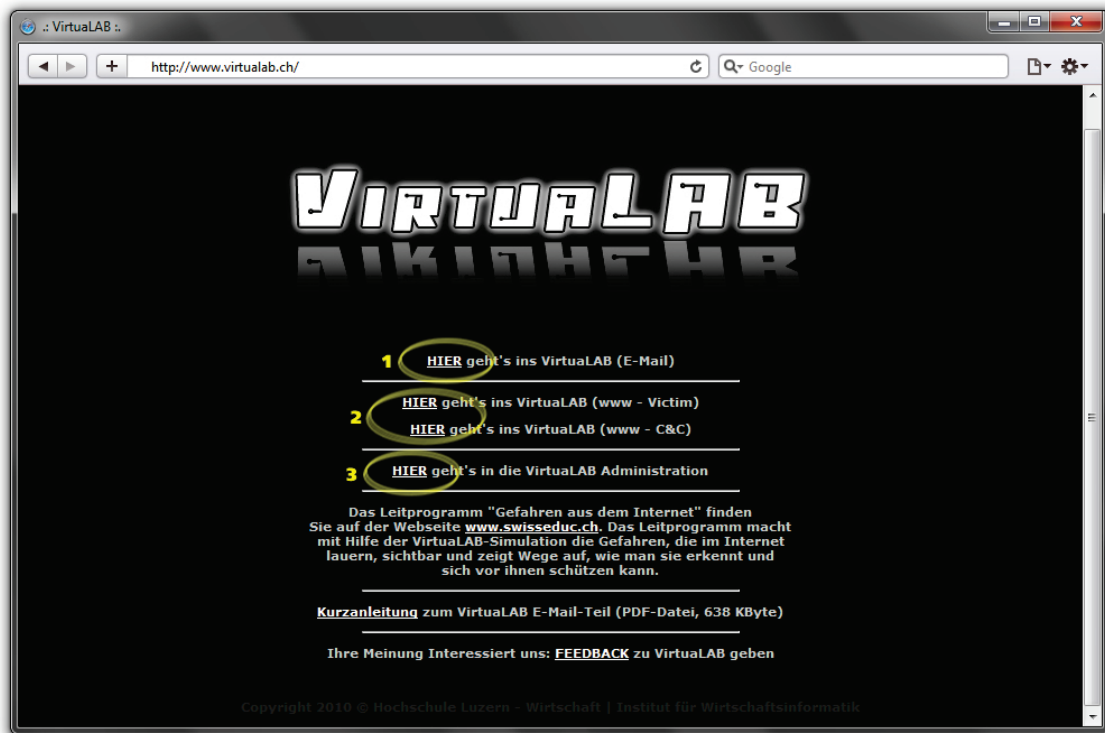 .: VirtuaLAB :.
http://www.virtualab.ch/
Google
VIRTUALAB
1 HIER geht's ins VirtuaLAB (E-Mail)
HIER geht's ins VirtuaLAB (www - Victim)
2
HIER geht's ins VirtuaLAB (www - C&C)
3 HIER geht's in die VirtuaLAB Administration
Das Leitprogramm "Gefahren aus dem Internet" finden
Sie auf der Webseite www.swisseduc.ch. Das Leitprogramm macht
mit Hilfe der VirtuaLAB-Simulation die Gefahren, die im Internet
lauern, sichtbar und zeigt Wege auf, wie man sie erkennt und
sich vor ihnen schützen kann.
Kurzanleitung zum VirtuaLAB E-Mail-Teil (PDF-Datei, 638 KByte)
Ihre Meinung Interessiert uns: FEEDBACK zu VirtuaLAB geben
Copyright 2010 © Hochschule Luzern - Wirtschaft | Institut für Wirtschaftsinformatik